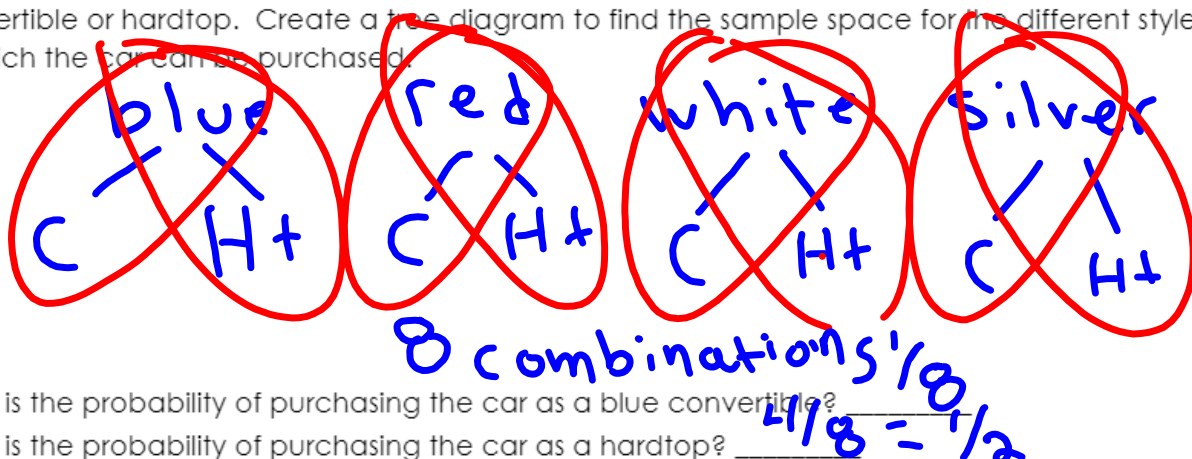 ertible or hardtop. Create a tree diagram to find the sample space for the different style
ch the car can be purchased.
blue red white silver
C Ht C Ht C Ht C Ht
8 combinations 1/8
is the probability of purchasing the car as a blue convertible? ________
4/8 = 1/2
is the probability of purchasing the car as a hardtop? ________